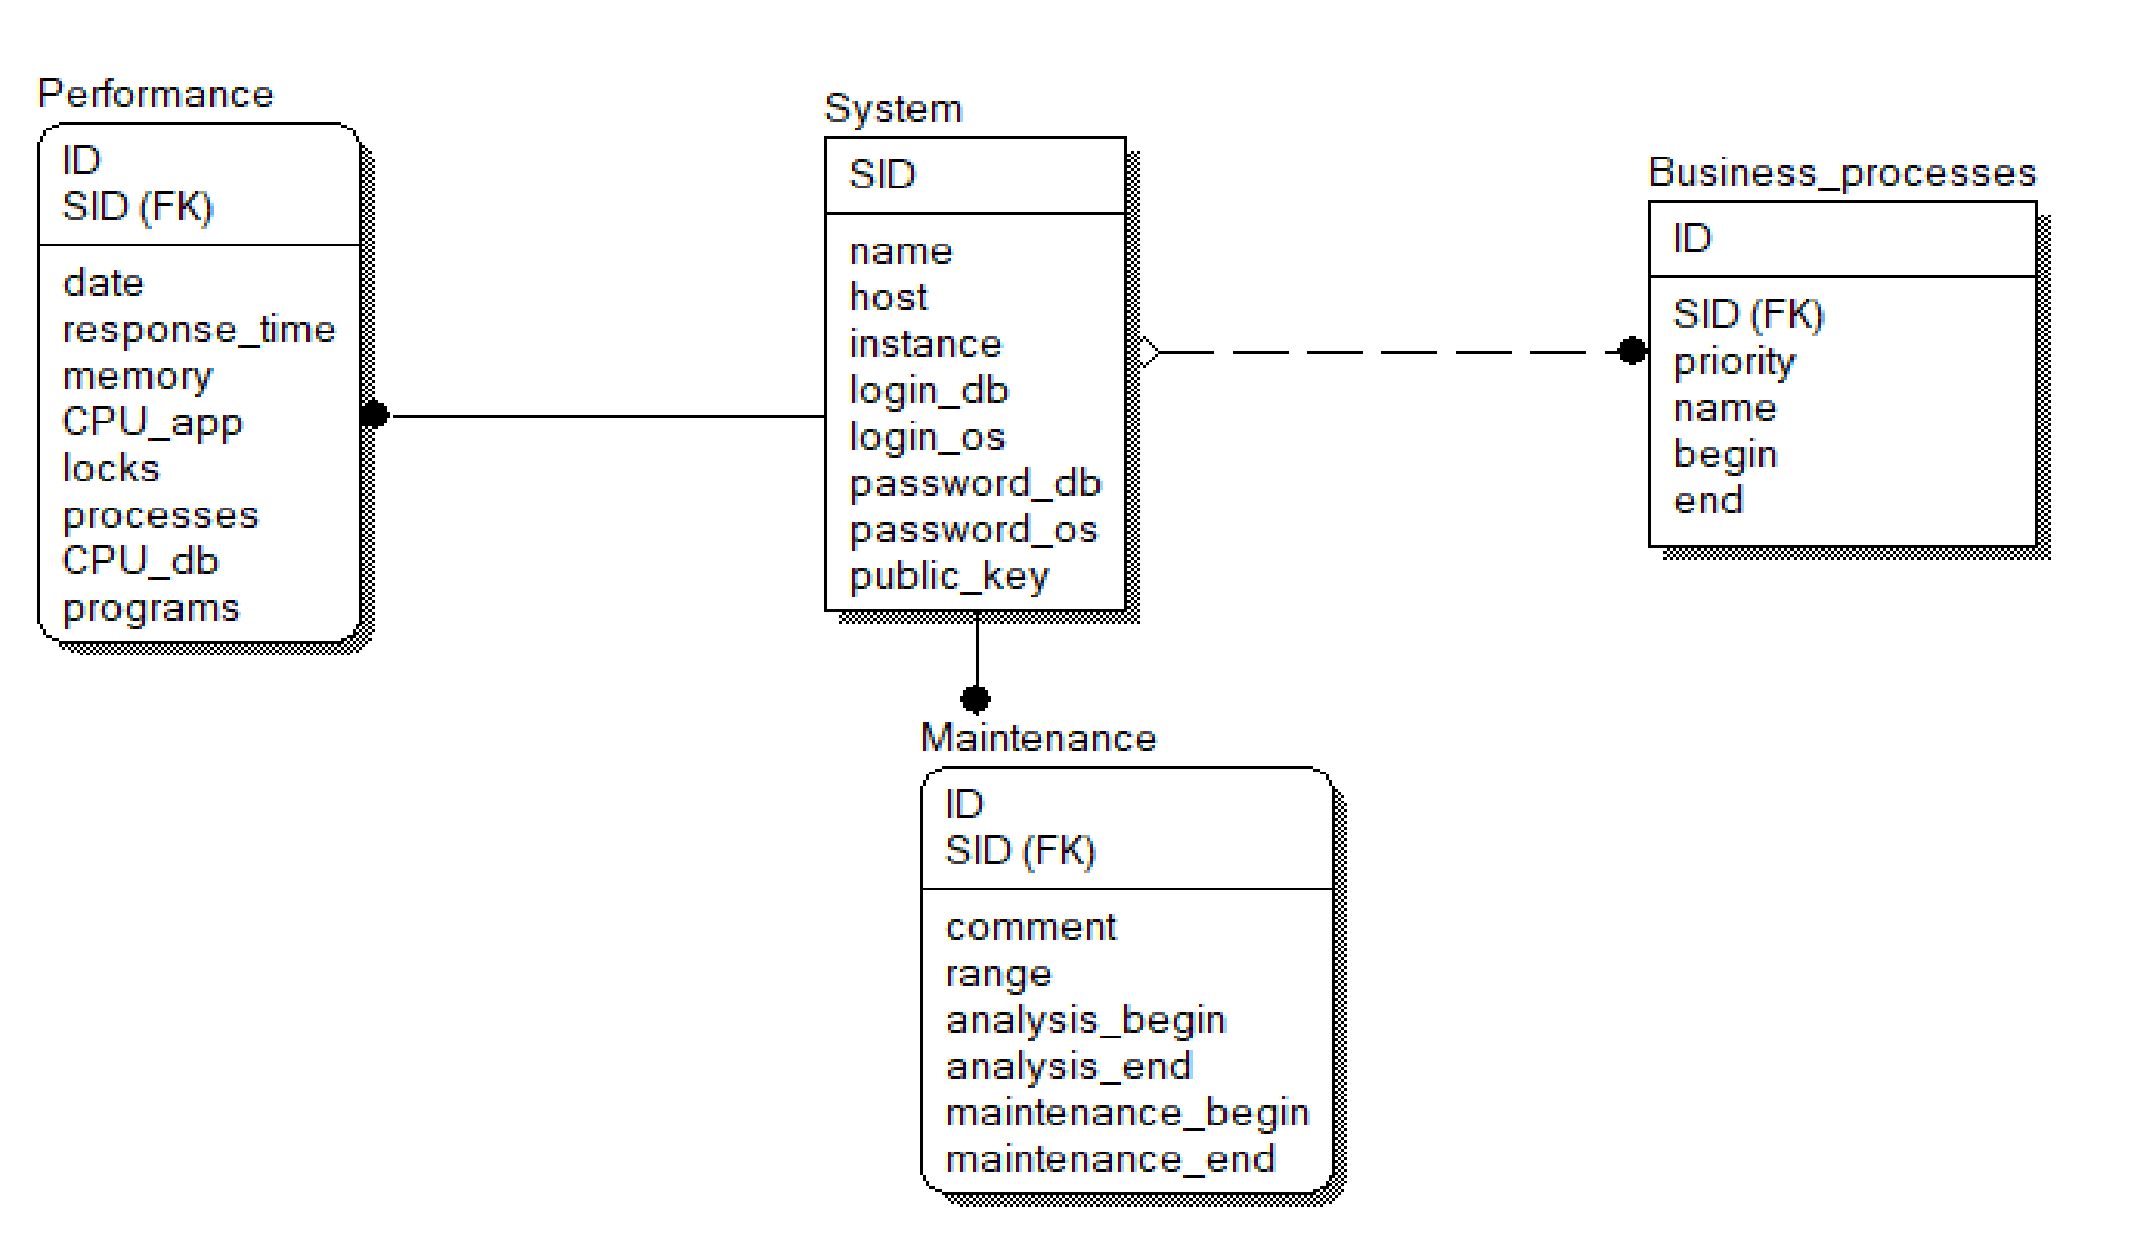 Performance
ID
SID (FK)
date
response_time
memory
CPU_app
locks
processes
CPU_db
programs
System
SID
name
host
instance
login_db
login_os
password_db
password_os
public_key
Business_processes
ID
SID (FK)
priority
name
begin
end
Maintenance
ID
SID (FK)
comment
range
analysis_begin
analysis_end
maintenance_begin
maintenance_end